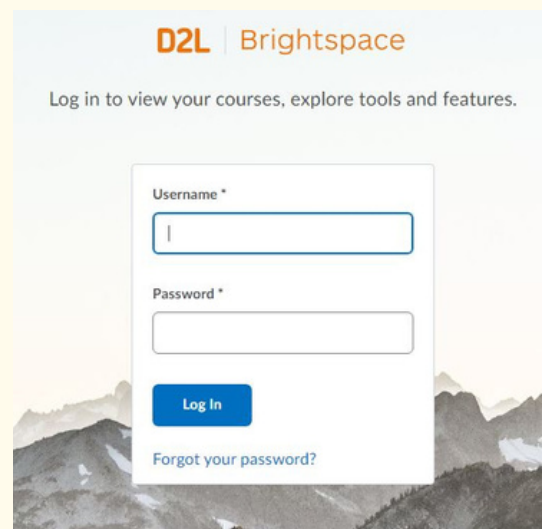 D2L | Brightspace
Log in to view your courses, explore tools and features.
Username *
Password *
Log In
Forgot your password?